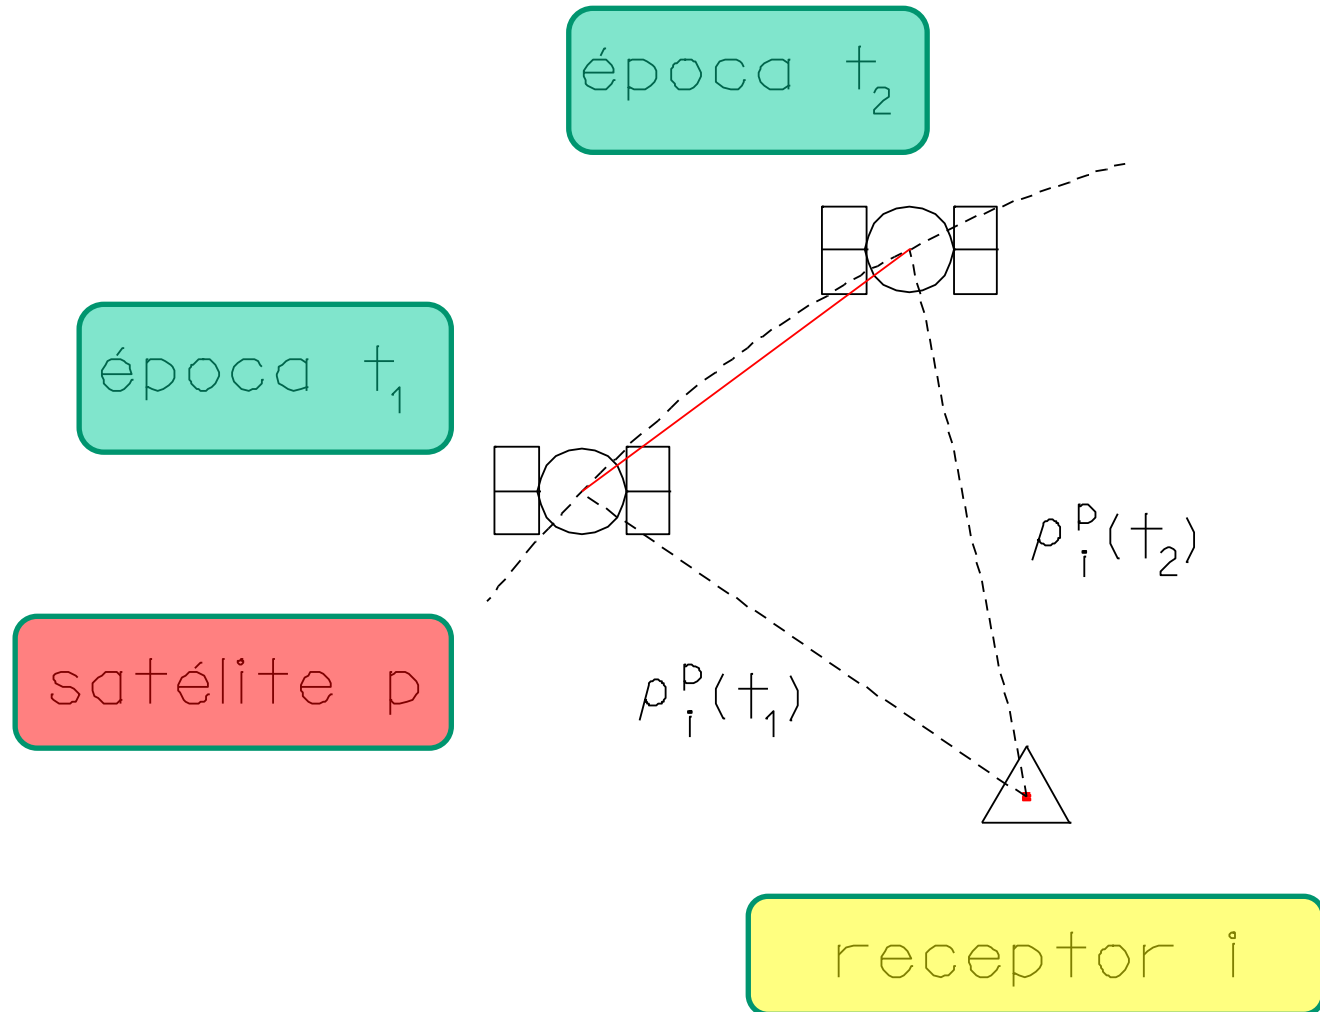 época t₂
época t₁
ρᵢᵖ(t₂)
satélite p
ρᵢᵖ(t₁)
receptor i